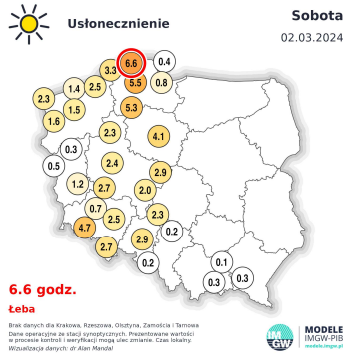 Usłonecznienie
Sobota
02.03.2024
3.3
6.6
0.4
1.4
2.5
5.5
0.8
2.3
1.5
5.3
1.6
2.3
4.1
0.3
0.5
2.4
2.9
1.2
2.7
2.0
0.7
2.5
2.3
4.7
0.2
2.7
2.9
0.2
0.1
0.3
0.3
6.6 godz.
Łeba
Brak danych dla Krakowa, Rzeszowa, Olsztyna, Zamościa i Tarnowa
Dane operacyjne ze stacji synoptycznych. Prezentowane wartości
w procesie kontroli i weryfikacji mogą ulec zmianie. Czas lokalny.
Wizualizacja danych: dr Alan Mandal
IM
GW
MODELE
IMGW-PIB
modele.imgw.pl